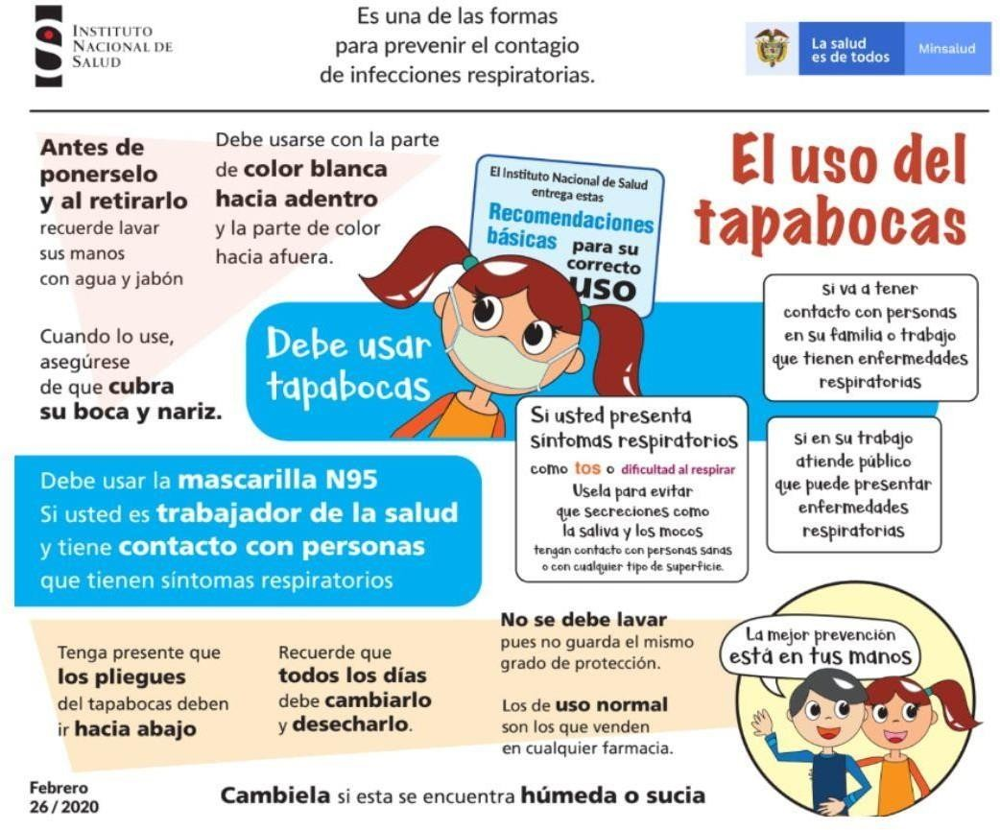 INSTITUTO
NACIONAL DE
SALUD
Es una de las formas
para prevenir el contagio
de infecciones respiratorias.
La salud
es de todos
Minsalud
El uso del
tapabocas
Antes de
ponerselo
y al retirarlo
recuerde lavar
sus manos
con agua y jabón
Debe usarse con la parte
de color blanca
hacia adentro
y la parte de color
hacia afuera.
El Instituto Nacional de Salud
entrega estas
Recomendaciones
básicas para su
correcto
uso
Cuando lo use,
asegúrese
de que cubra
su boca y nariz.
Debe usar
tapabocas
si va a tener
contacto con personas
en su familia o trabajo
que tienen enfermedades
respiratorias
Si usted presenta
síntomas respiratorios
como tos o dificultad al respirar
Usela para evitar
que secreciones como
la saliva y los mocos
tengan contacto con personas sanas
o con cualquier tipo de superficie.
si en su trabajo
atiende público
que puede presentar
enfermedades
respiratorias
Debe usar la mascarilla N95
Si usted es trabajador de la salud
y tiene contacto con personas
que tienen síntomas respiratorios
Tenga presente que
los pliegues
del tapabocas deben
ir hacia abajo
Recuerde que
todos los días
debe cambiarlo
y desecharlo.
No se debe lavar
pues no guarda el mismo
grado de protección.
Los de uso normal
son los que venden
en cualquier farmacia.
La mejor prevención
está en tus manos
Febrero
26 / 2020
Cambiela si esta se encuentra húmeda o sucia